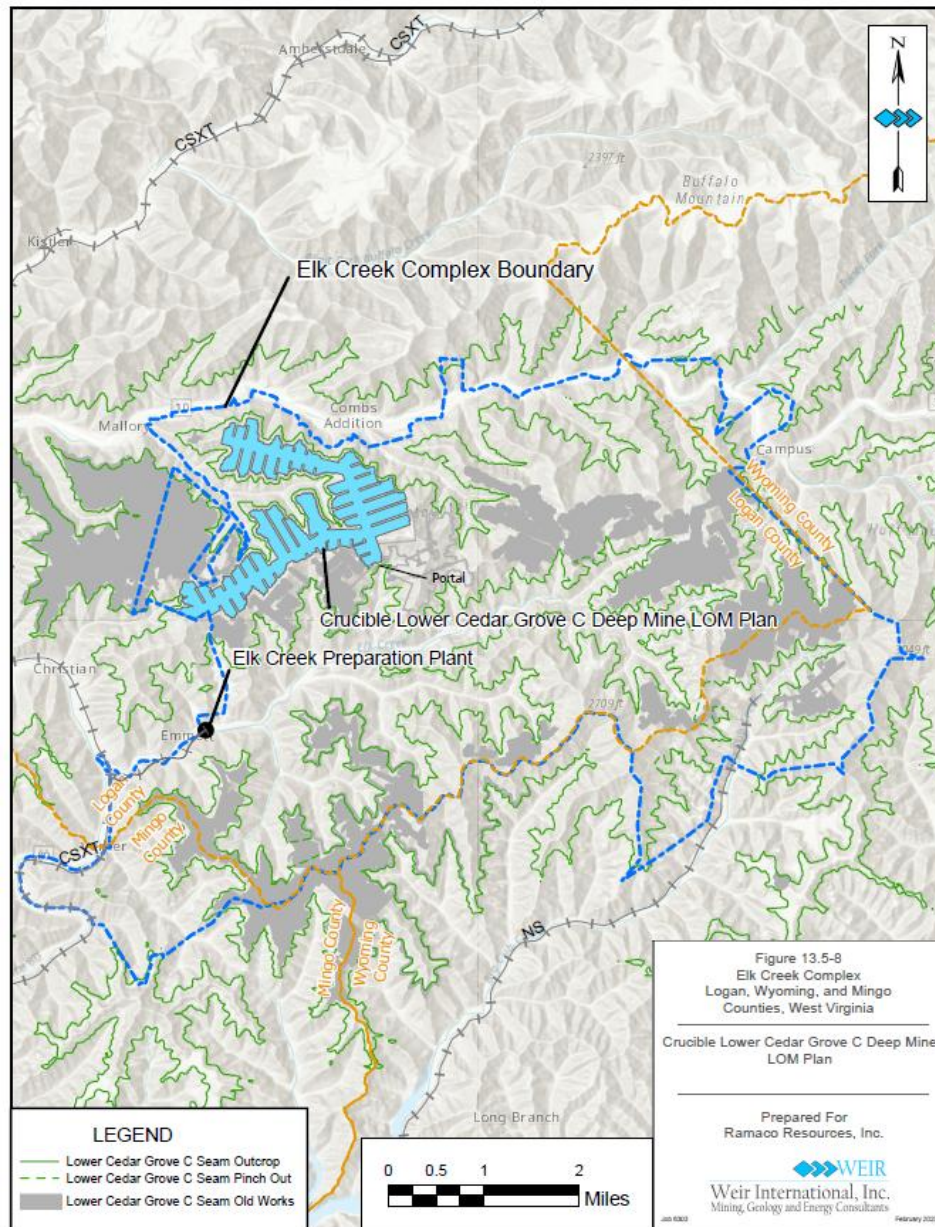 CSXT
Amherstdale
N
CSXT
2397 ft
Buffalo
Mountain
Kistler
Elk Creek Complex Boundary
10
Mallory
Combs
Addition
Campus
Wyoming County
Logan County
Portal
Crucible Lower Cedar Grove C Deep Mine LOM Plan
Christian
Elk Creek Preparation Plant
2709 ft
Logan
County
Mingo
County
CSXT
Mingo County
Wyoming
County
NS
Long Branch
Figure 13.5-8
Elk Creek Complex
Logan, Wyoming, and Mingo
Counties, West Virginia
Crucible Lower Cedar Grove C Deep Mine
LOM Plan
Prepared For
Ramaco Resources, Inc.
WEIR
Weir International, Inc.
Mining, Geology and Energy Consultants
LEGEND
Lower Cedar Grove C Seam Outcrop
Lower Cedar Grove C Seam Pinch Out
Lower Cedar Grove C Seam Old Works
0 0.5 1 2
Miles